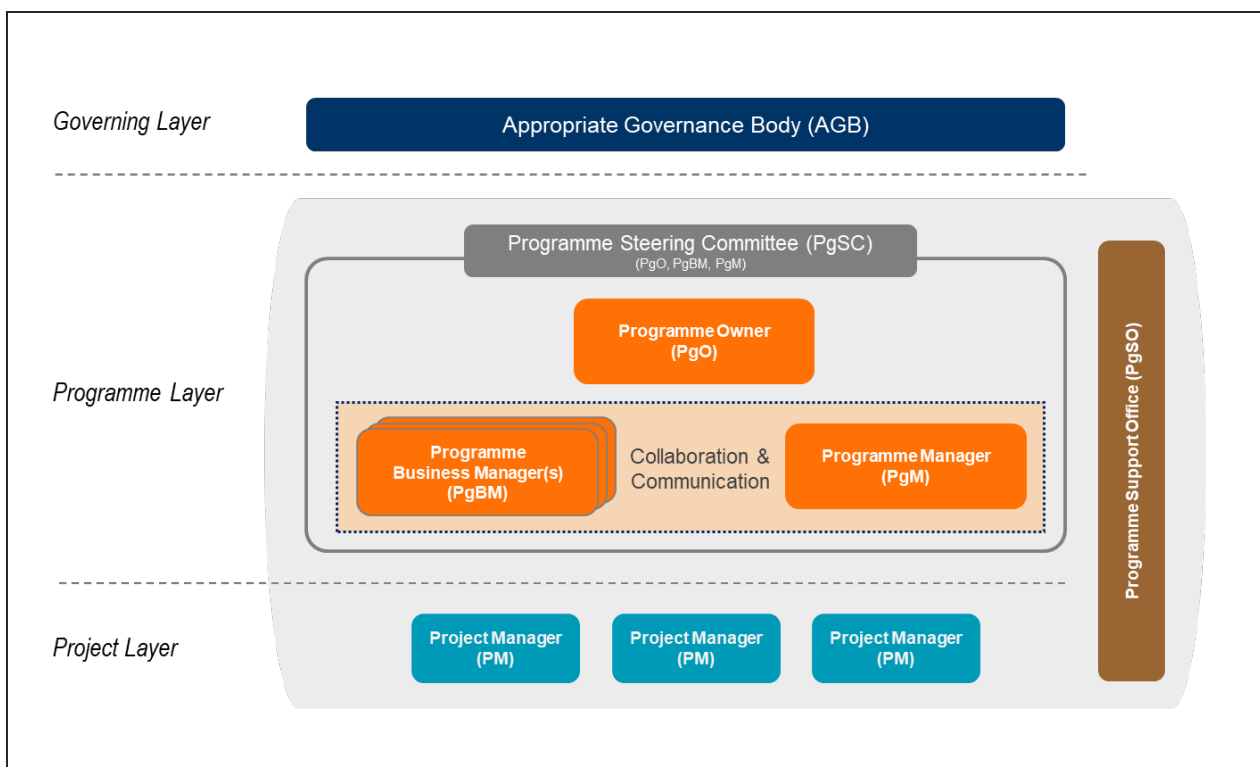 Governing Layer
Appropriate Governance Body (AGB)
Programme Steering Committee (PgSC)
(PgO, PgBM, PgM)
Programme Owner
(PgO)
Programme Layer
Programme
Business Manager(s)
(PgBM)
Collaboration &
Communication
Programme Manager
(PgM)
Programme Support Office (PgSO)
Project Layer
Project Manager
(PM)
Project Manager
(PM)
Project Manager
(PM)